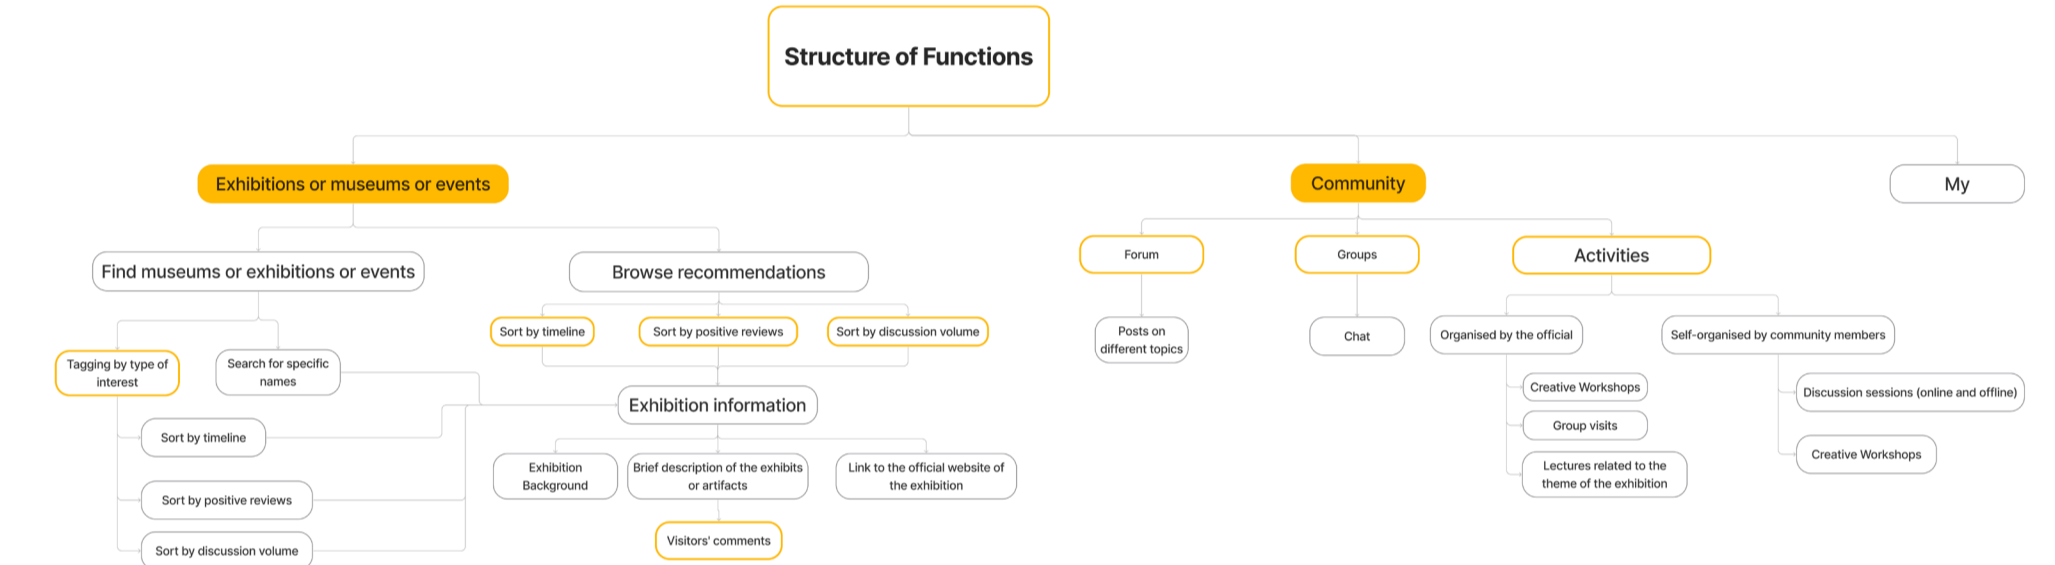 Structure of Functions
Exhibitions or museums or events
Community
My
Find museums or exhibitions or events
Browse recommendations
Forum
Groups
Activities
Sort by timeline
Sort by positive reviews
Sort by discussion volume
Tagging by type of
interest
Search for specific
names
Posts on
different topics
Chat
Organised by the official
Self-organised by community members
Exhibition information
Creative Workshops
Group visits
Lectures related to the
theme of the exhibition
Discussion sessions (online and offline)
Creative Workshops
Sort by timeline
Sort by positive reviews
Sort by discussion volume
Exhibition
Background
Brief description of the exhibits
or artifacts
Link to the official website of
the exhibition
Visitors' comments